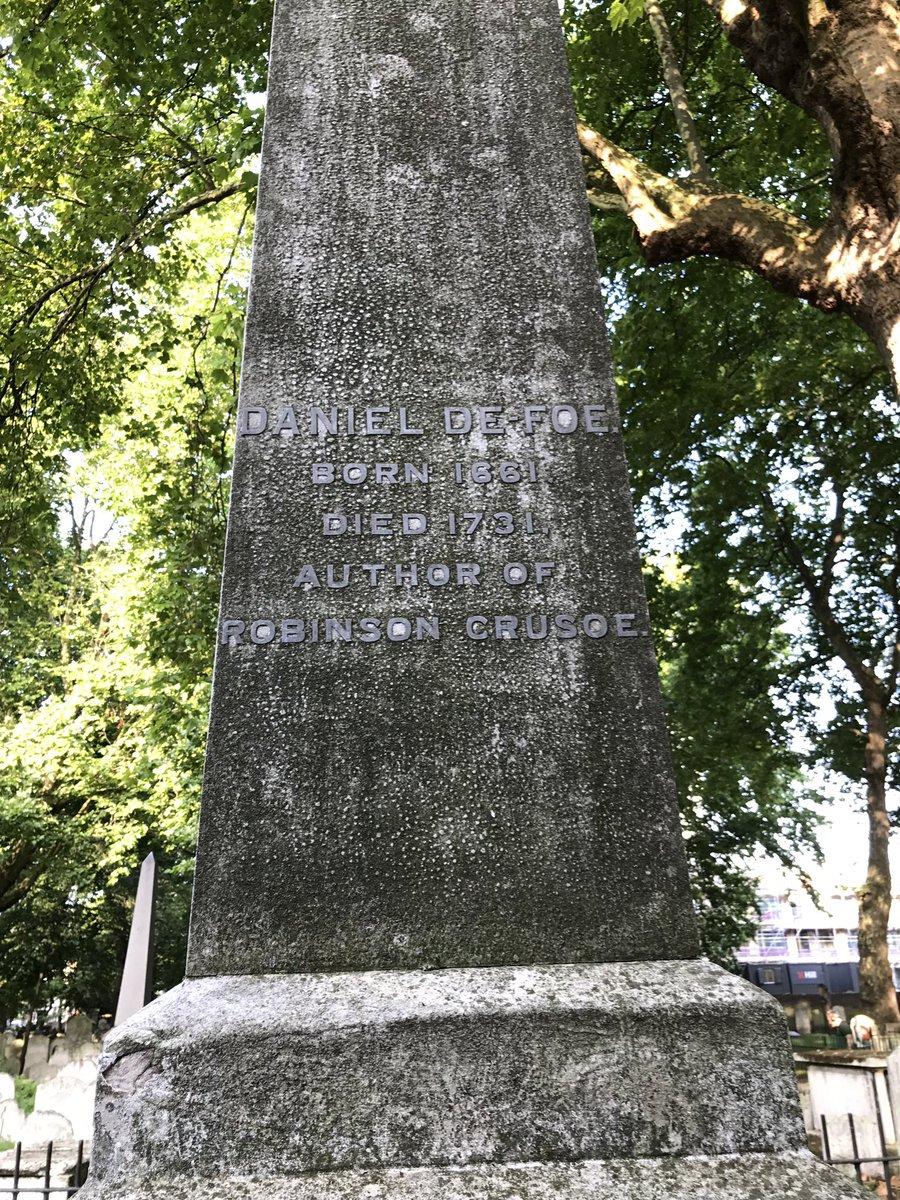 DANIEL DE-FOE.
BORN 1661.
DIED 1731.
AUTHOR OF
ROBINSON CRUSOE.